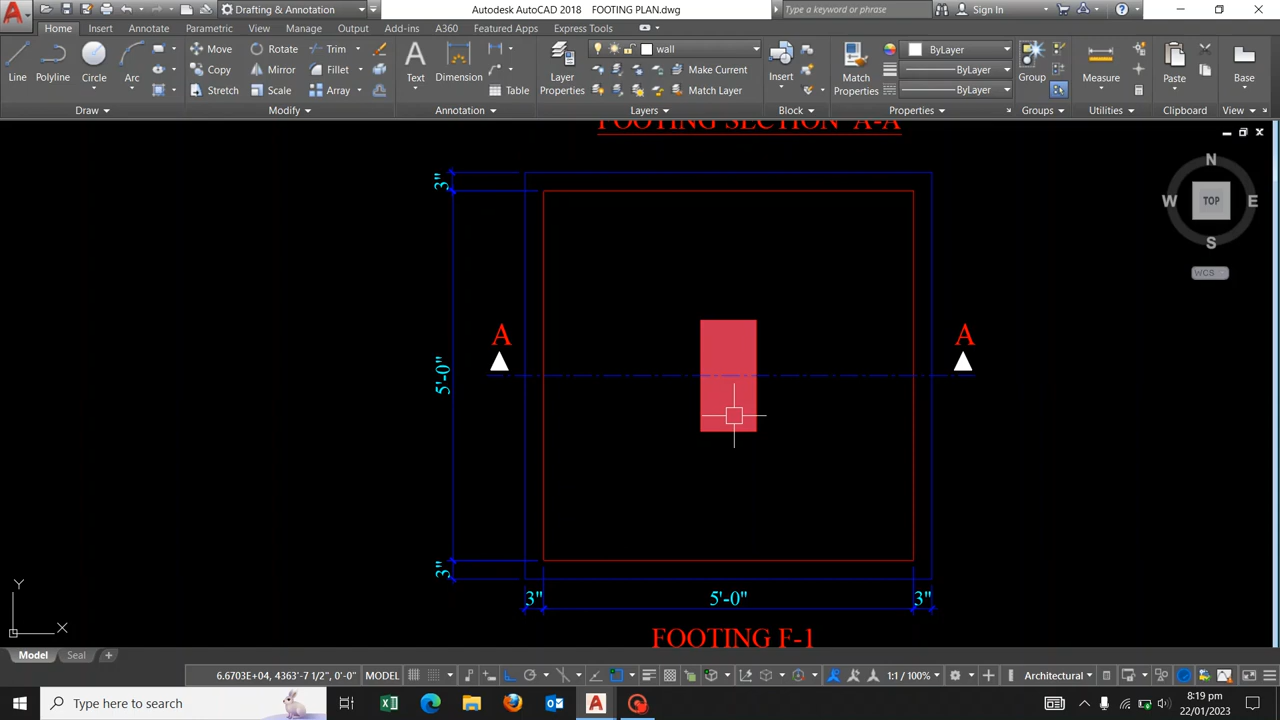 Drafting & Annotation
Autodesk AutoCAD 2018 FOOTING PLAN.dwg
Type a keyword or phrase
Sign In
Home Insert Annotate Parametric View Manage Output Add-ins A360 Featured Apps Express Tools
Line Polyline Circle Arc
Move Rotate Trim
Copy Mirror Fillet
Stretch Scale Array
Text Dimension Table
Layer Properties
wall
Make Current
Match Layer
Insert
Match Properties
ByLayer
ByLayer
ByLayer
Group Measure Paste Base
Draw Modify Annotation Layers Block Properties Groups Utilities Clipboard View
FOOTING SECTION A-A
N
W TOP E
S
WCS
3"
A A
5'-0"
3"
3" 5'-0" 3"
FOOTING F-1
Y
X
Model Seal +
6.6703E+04, 4363'-7 1/2", 0'-0" MODEL 1:1 / 100% Architectural
Type here to search
8:19 pm
22/01/2023